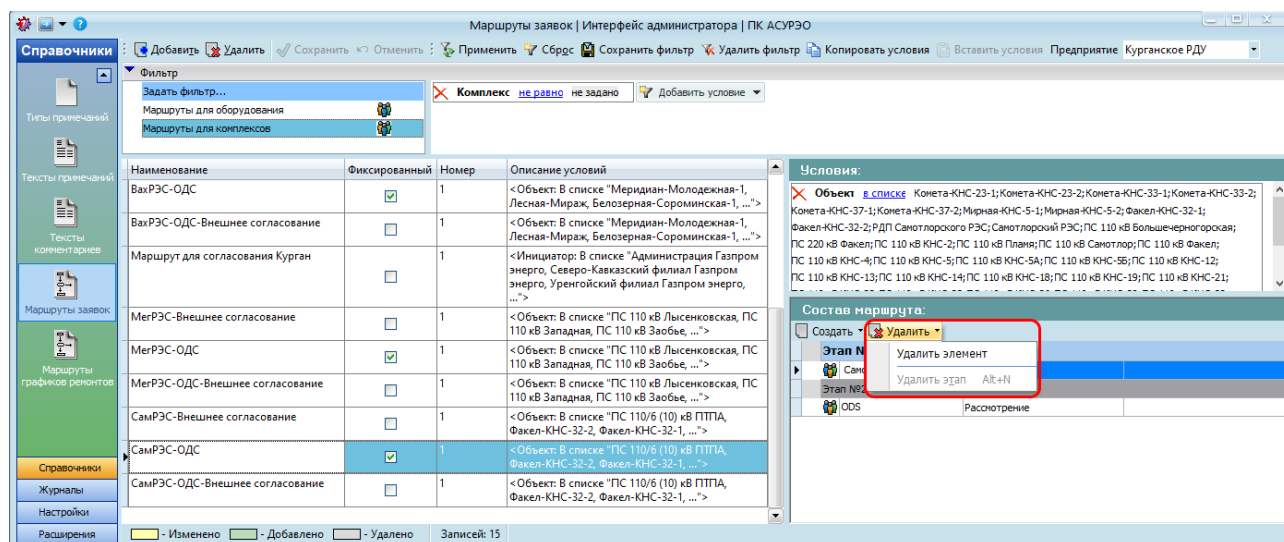 Маршруты заявок | Интерфейс администратора | ПК АСУРЭО
Справочники
Добавить Удалить Сохранить Отменить Применить Сброс Сохранить фильтр Удалить фильтр Копировать условия Вставить условия Предприятие Курганское РДУ
Фильтр
Задать фильтр...
Маршруты для оборудования
Маршруты для комплексов
Комплекс не равно не задано Добавить условие
Типы примечаний
Тексты примечаний
Тексты комментариев
Маршруты заявок
Маршруты графиков ремонтов
Справочники
Журналы
Настройки
Расширения
Наименование Фиксированный Номер Описание условий
ВахРЭС-ОДС 1 <Объект: В списке "Меридиан-Молодежная-1,
Лесная-Мираж, Белозерная-Сороминская-1, ...">
ВахРЭС-ОДС-Внешнее согласование 1 <Объект: В списке "Меридиан-Молодежная-1,
Лесная-Мираж, Белозерная-Сороминская-1, ...">
Маршрут для согласования Курган 1 <Инициатор: В списке "Администрация Газпром
энерго, Северо-Кавказский филиал Газпром
энерго, Уренгойский филиал Газпром энерго,
...">
МегРЭС-Внешнее согласование 1 <Объект: В списке "ПС 110 кВ Лысенковская, ПС
110 кВ Западная, ПС 110 кВ Заобье, ...">
МегРЭС-ОДС 1 <Объект: В списке "ПС 110 кВ Лысенковская, ПС
110 кВ Западная, ПС 110 кВ Заобье, ...">
МегРЭС-ОДС-Внешнее согласование 1 <Объект: В списке "ПС 110 кВ Лысенковская, ПС
110 кВ Западная, ПС 110 кВ Заобье, ...">
СамРЭС-Внешнее согласование 1 <Объект: В списке "ПС 110/6 (10) кВ ПТПА,
Факел-КНС-32-2, Факел-КНС-32-1, ...">
СамРЭС-ОДС 1 <Объект: В списке "ПС 110/6 (10) кВ ПТПА,
Факел-КНС-32-2, Факел-КНС-32-1, ...">
СамРЭС-ОДС-Внешнее согласование 1 <Объект: В списке "ПС 110/6 (10) кВ ПТПА,
Факел-КНС-32-2, Факел-КНС-32-1, ...">
Условия:
Объект в списке Комета-КНС-23-1;Комета-КНС-23-2;Комета-КНС-33-1;Комета-КНС-33-2;
Комета-КНС-37-1;Комета-КНС-37-2;Мирная-КНС-5-1;Мирная-КНС-5-2;Факел-КНС-32-1;
Факел-КНС-32-2;РДП Самотлорского РЭС;Самотлорский РЭС;ПС 110 кВ Большечерногорская;
ПС 220 кВ Факел;ПС 110 кВ КНС-2;ПС 110 кВ Пламя;ПС 110 кВ Самотлор;ПС 110 кВ Факел;
ПС 110 кВ КНС-4;ПС 110 кВ КНС-5;ПС 110 кВ КНС-5А;ПС 110 кВ КНС-5Б;ПС 110 кВ КНС-12;
ПС 110 кВ КНС-13;ПС 110 кВ КНС-14;ПС 110 кВ КНС-18;ПС 110 кВ КНС-19;ПС 110 кВ КНС-21;
Состав маршрута:
Создать Удалить
Удалить элемент
Удалить этап Alt+N
Этап N
Само
Этап №2
ODS Рассмотрение
- Изменено - Добавлено - Удалено Записей: 15